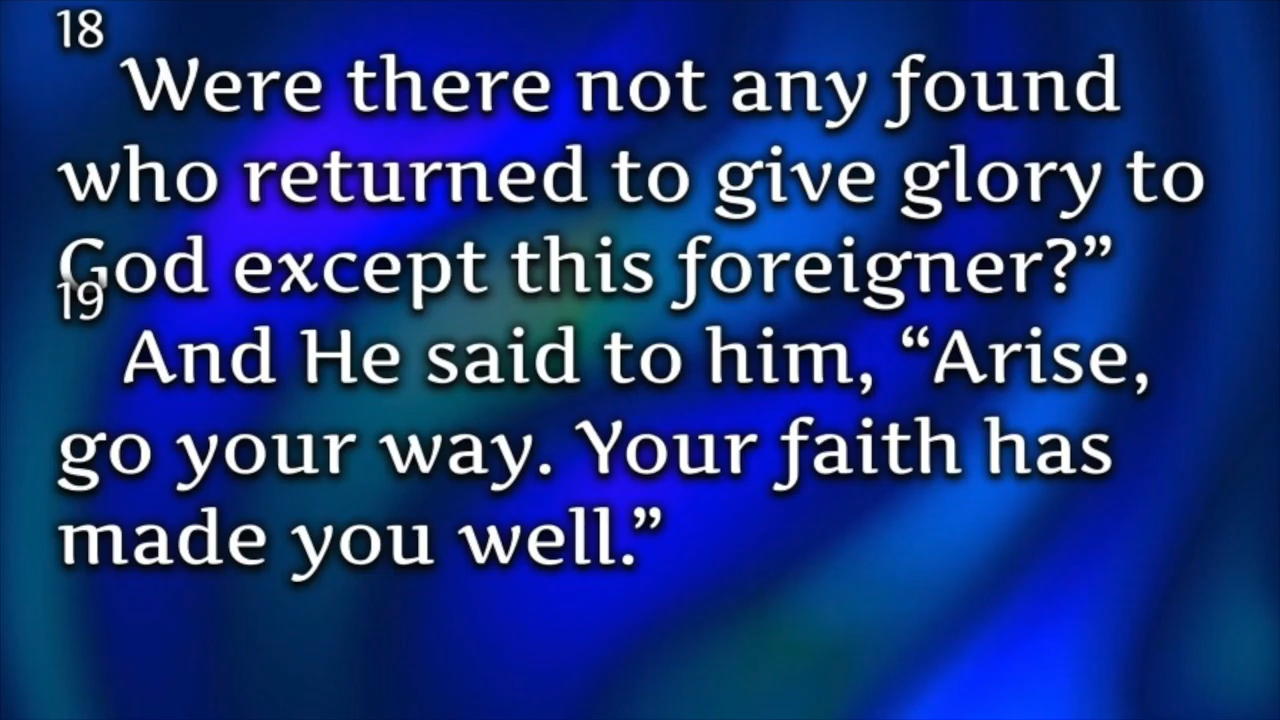 18
Were there not any found
who returned to give glory to
God except this foreigner?”
19
And He said to him, “Arise,
go your way. Your faith has
made you well.”